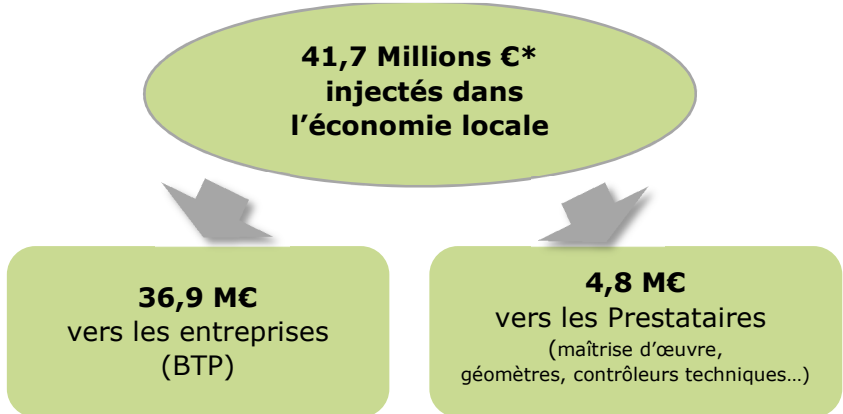 41,7 Millions €*
injectés dans
l’économie locale
36,9 M€
vers les entreprises
(BTP)
4,8 M€
vers les Prestataires
(maîtrise d’œuvre,
géomètres, contrôleurs techniques…)